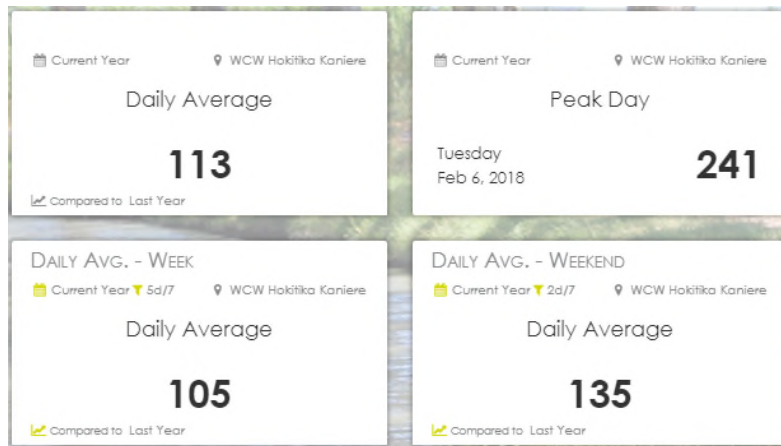 Current Year WCW Hokitika Kaniere
Daily Average
113
Compared to Last Year
Current Year WCW Hokitika Kaniere
Peak Day
Tuesday
Feb 6, 2018
241
DAILY AVG. - WEEK
Current Year 5d/7 WCW Hokitika Kaniere
Daily Average
105
Compared to Last Year
DAILY AVG. - WEEKEND
Current Year 2d/7 WCW Hokitika Kaniere
Daily Average
135
Compared to Last Year